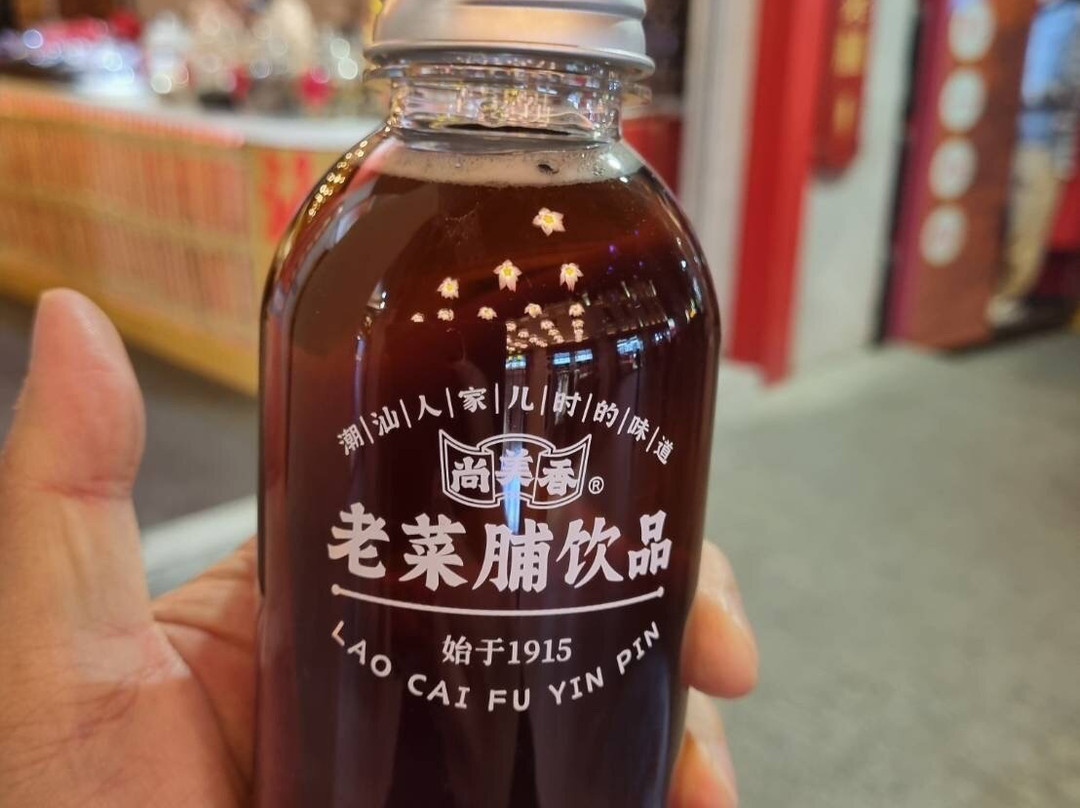 潮|汕|人|家|儿|时|的|味|道
尚美香®
老菜脯饮品
始于1915
LAO CAI FU YIN PIN